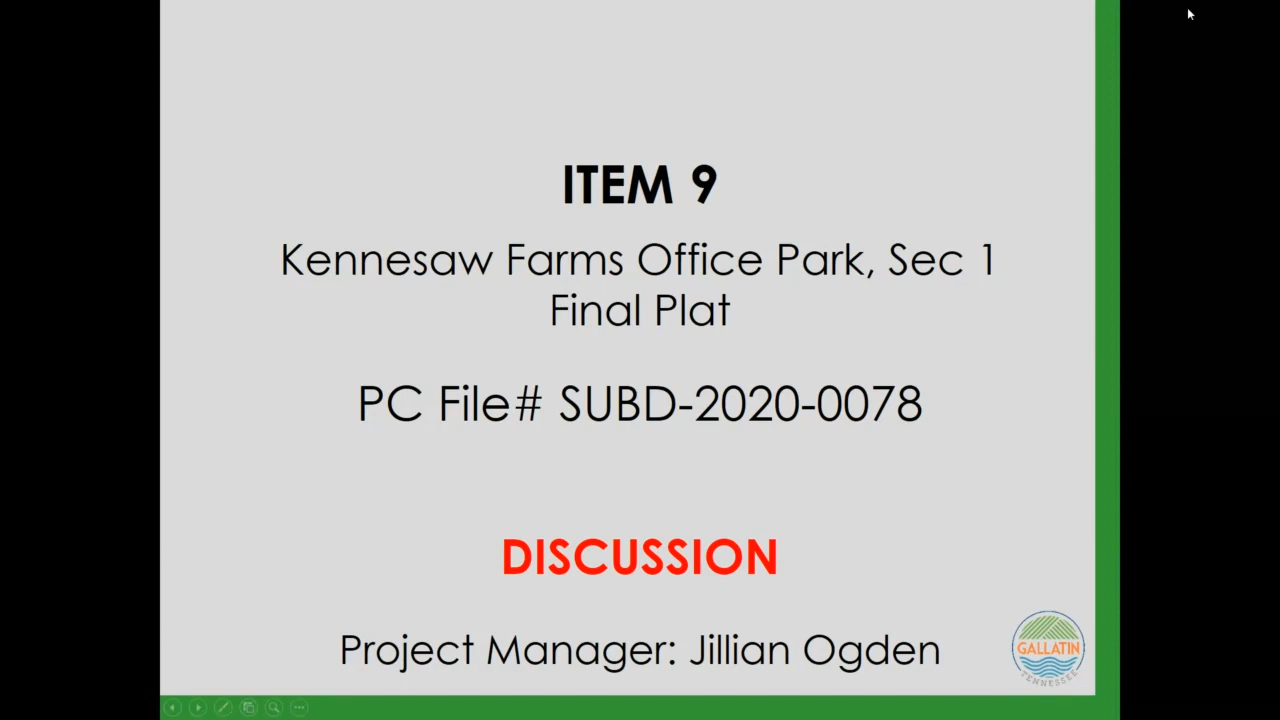 ITEM 9
Kennesaw Farms Office Park, Sec 1
Final Plat
PC File# SUBD-2020-0078
DISCUSSION
Project Manager: Jillian Ogden
GALLATIN
TENNESSEE